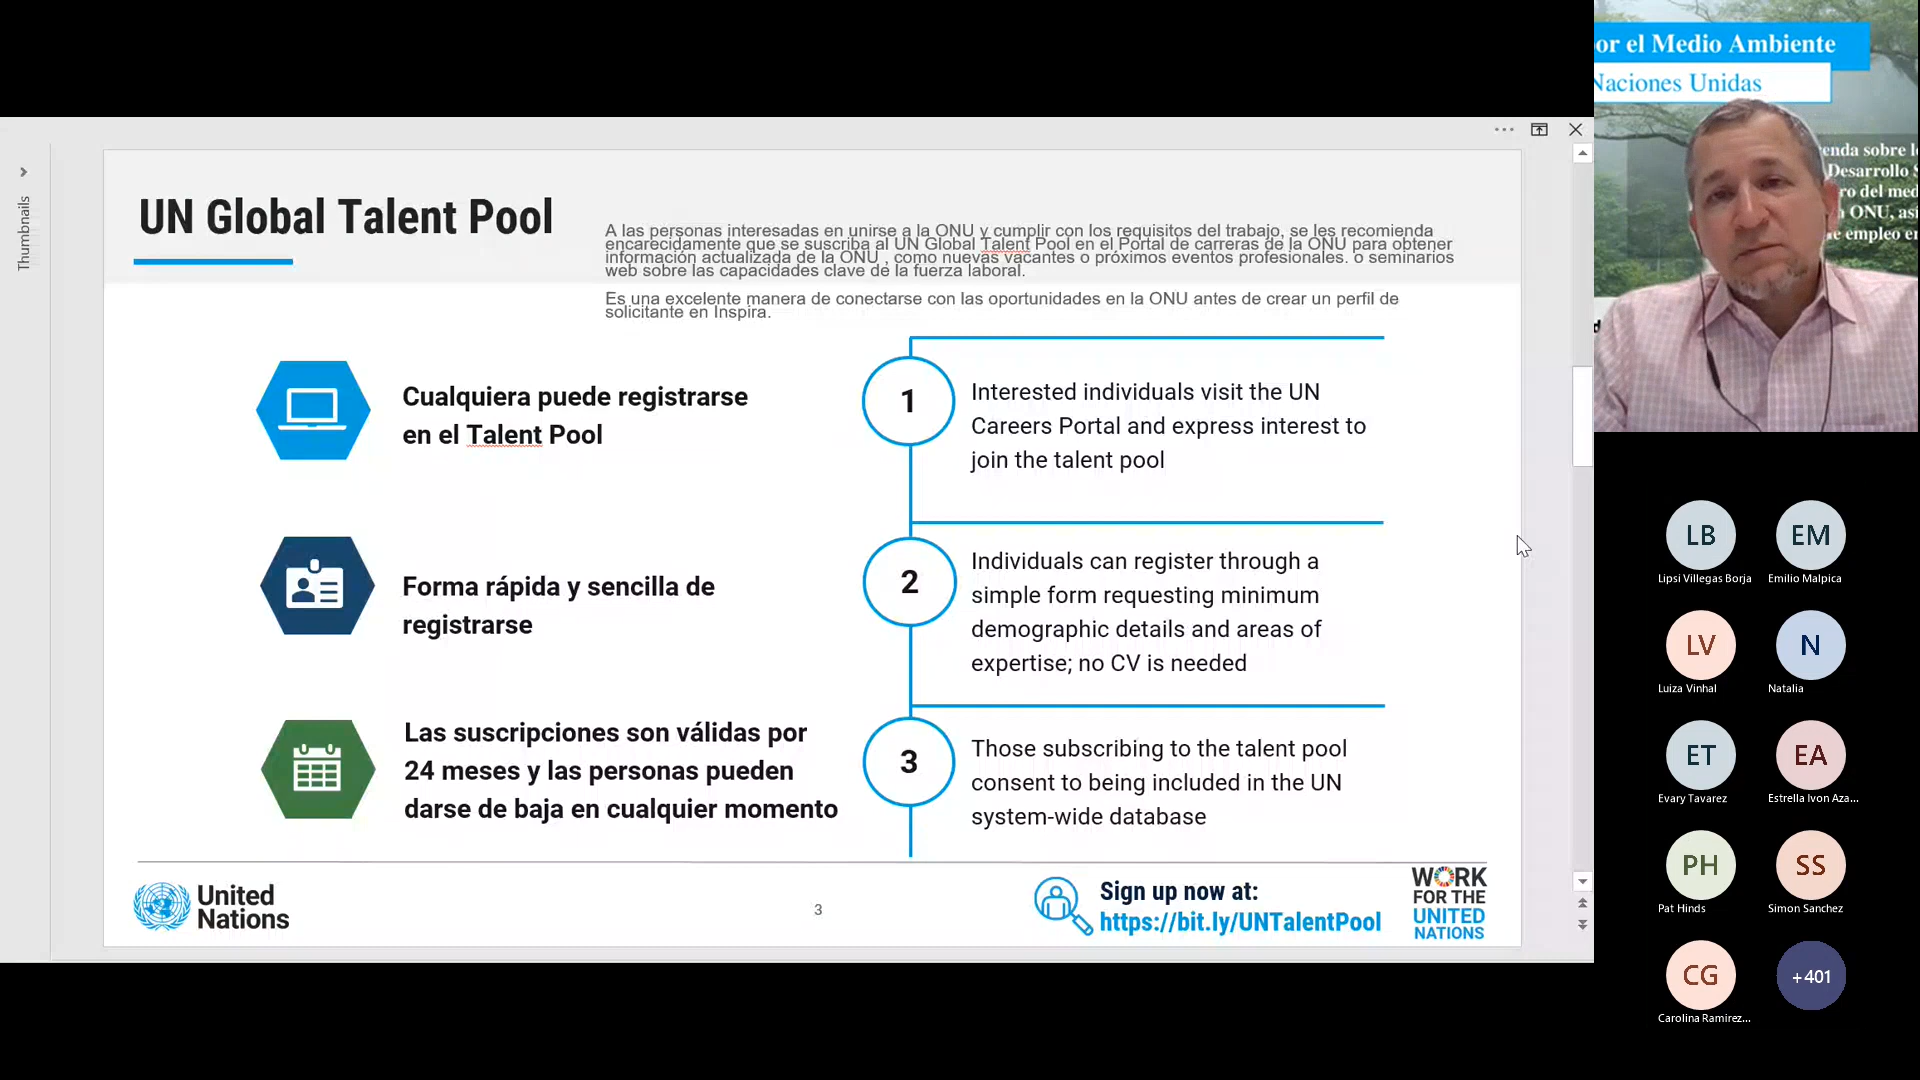 or el Medio Ambiente
Naciones Unidas
enda sobre l
Desarrollo S
ro del med
ONU, así
e empleo en
d
Thumbnails
UN Global Talent Pool
A las personas interesadas en unirse a la ONU y cumplir con los requisitos del trabajo, se les recomienda
encarecidamente que se suscriba al UN Global Talent Pool en el Portal de carreras de la ONU para obtener
información actualizada de la ONU , como nuevas vacantes o próximos eventos profesionales. o seminarios
web sobre las capacidades clave de la fuerza laboral.
Es una excelente manera de conectarse con las oportunidades en la ONU antes de crear un perfil de
solicitante en Inspira.
Cualquiera puede registrarse
en el Talent Pool
Forma rápida y sencilla de
registrarse
Las suscripciones son válidas por
24 meses y las personas pueden
darse de baja en cualquier momento
1
Interested individuals visit the UN
Careers Portal and express interest to
join the talent pool
2
Individuals can register through a
simple form requesting minimum
demographic details and areas of
expertise; no CV is needed
3
Those subscribing to the talent pool
consent to being included in the UN
system-wide database
United
Nations
3
Sign up now at:
https://bit.ly/UNTalentPool
WORK
FOR THE
UNITED
NATIONS
LB
Lipsi Villegas Borja
EM
Emilio Malpica
LV
Luiza Vinhal
N
Natalia
ET
Evary Tavarez
EA
Estrella Ivon Aza...
PH
Pat Hinds
SS
Simon Sanchez
CG
Carolina Ramirez...
+401